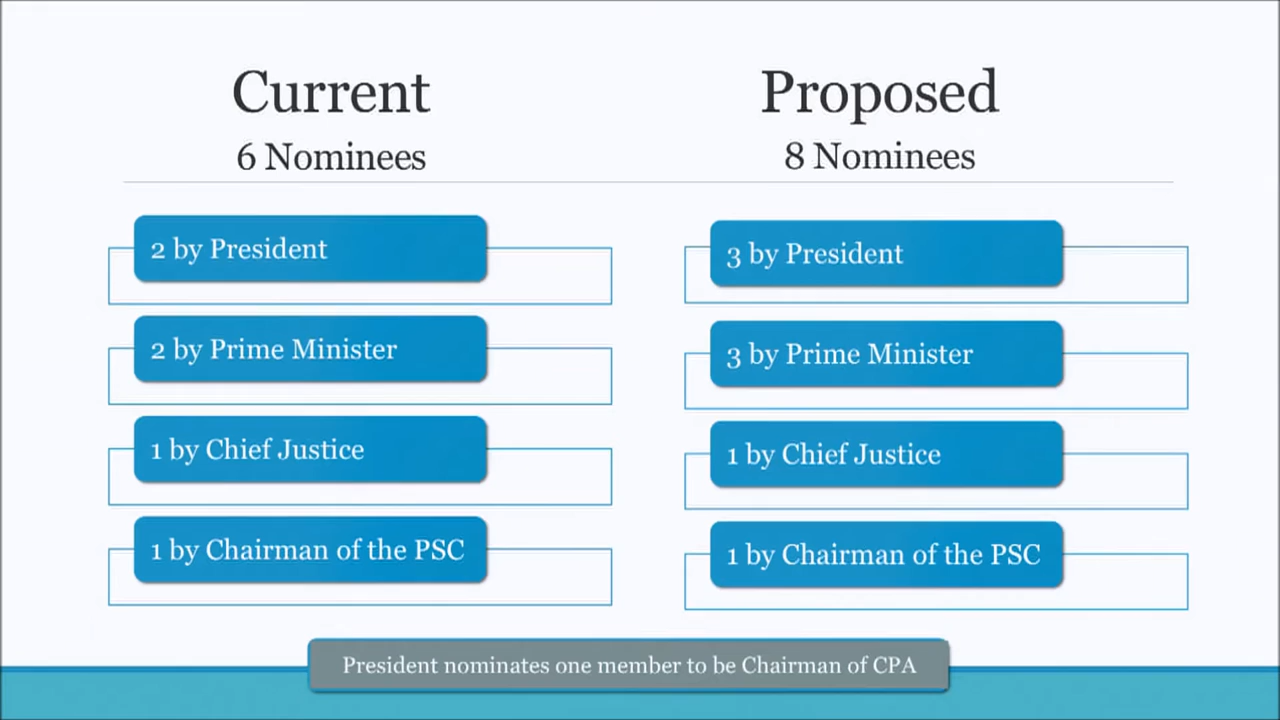 Current
6 Nominees
2 by President
2 by Prime Minister
1 by Chief Justice
1 by Chairman of the PSC
Proposed
8 Nominees
3 by President
3 by Prime Minister
1 by Chief Justice
1 by Chairman of the PSC
President nominates one member to be Chairman of CPA